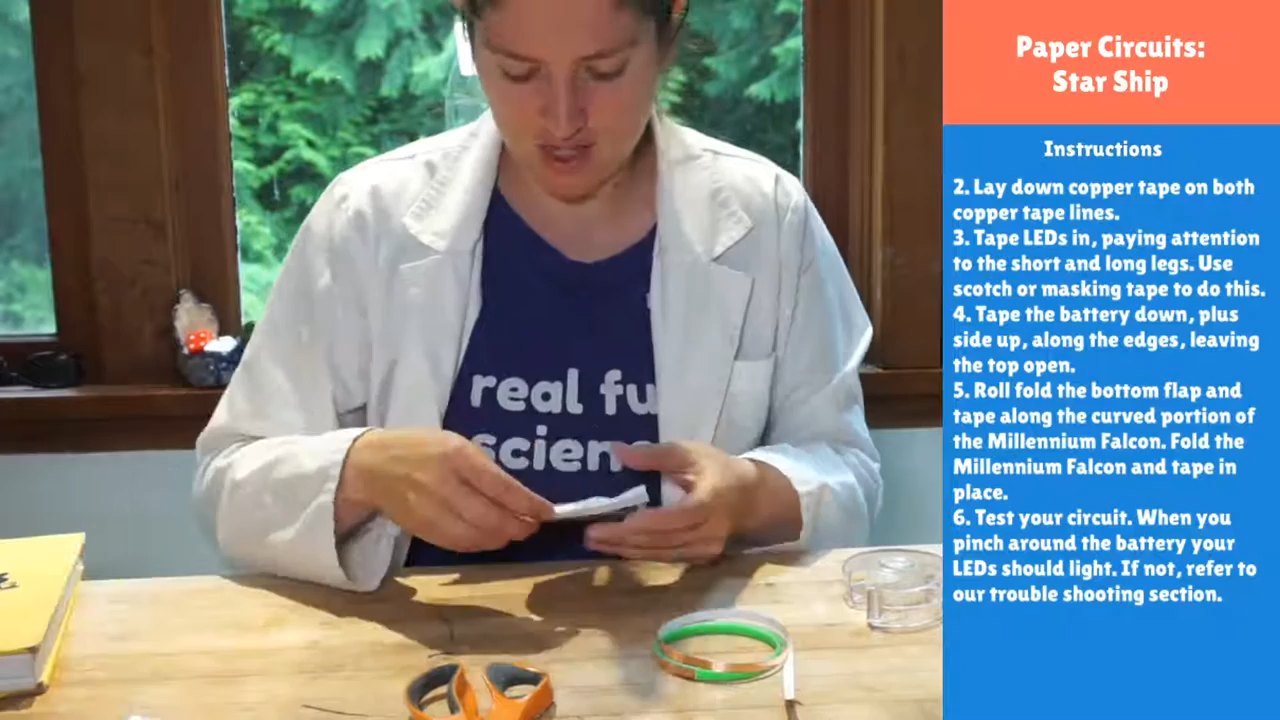 Paper Circuits:
Star Ship
Instructions
2. Lay down copper tape on both
copper tape lines.
3. Tape LEDs in, paying attention
to the short and long legs. Use
scotch or masking tape to do this.
4. Tape the battery down, plus
side up, along the edges, leaving
the top open.
5. Roll fold the bottom flap and
tape along the curved portion of
the Millennium Falcon. Fold the
Millennium Falcon and tape in
place.
6. Test your circuit. When you
pinch around the battery your
LEDs should light. If not, refer to
our trouble shooting section.
real fu
scien